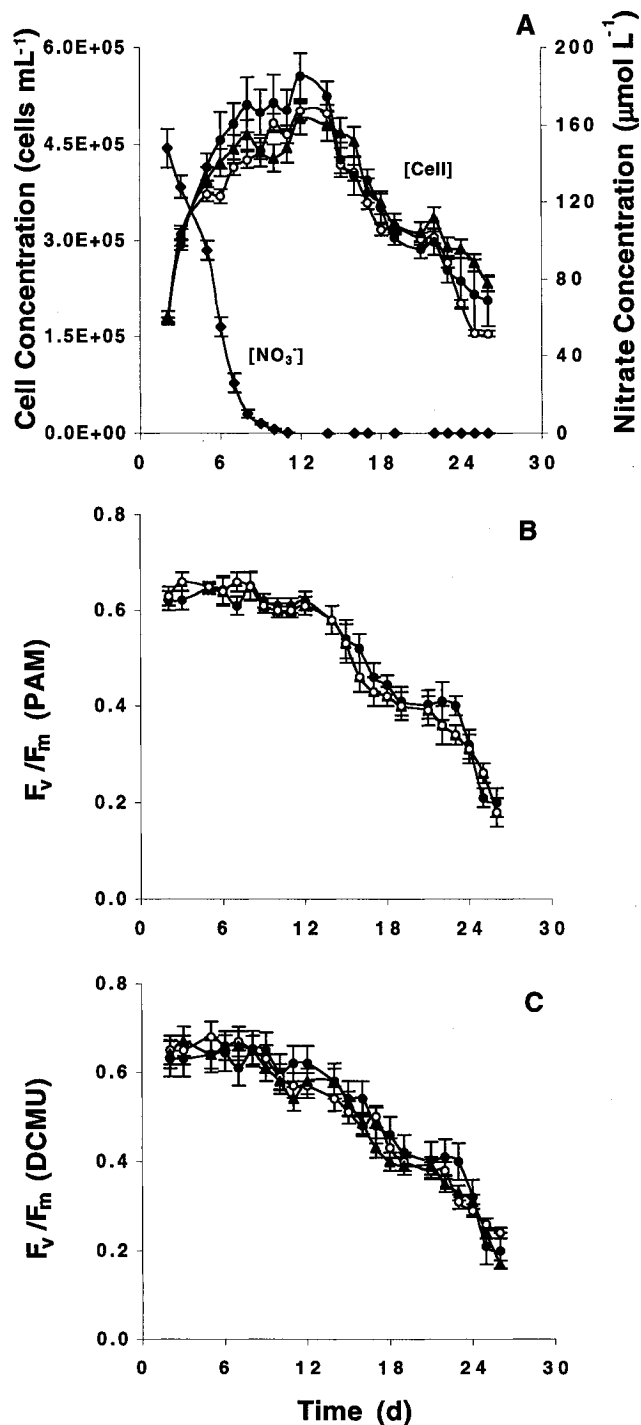 A
Cell Concentration (cells mL-1)
6.0E+05
4.5E+05
3.0E+05
1.5E+05
0.0E+00
[Cell]
[NO3-]
200
160
120
80
40
0
Nitrate Concentration (µmol L-1)
0 6 12 18 24 30
B
Fv/Fm (PAM)
0.8
0.6
0.4
0.2
0.0
0 6 12 18 24 30
C
Fv/Fm (DCMU)
0.8
0.6
0.4
0.2
0.0
0 6 12 18 24 30
Time (d)